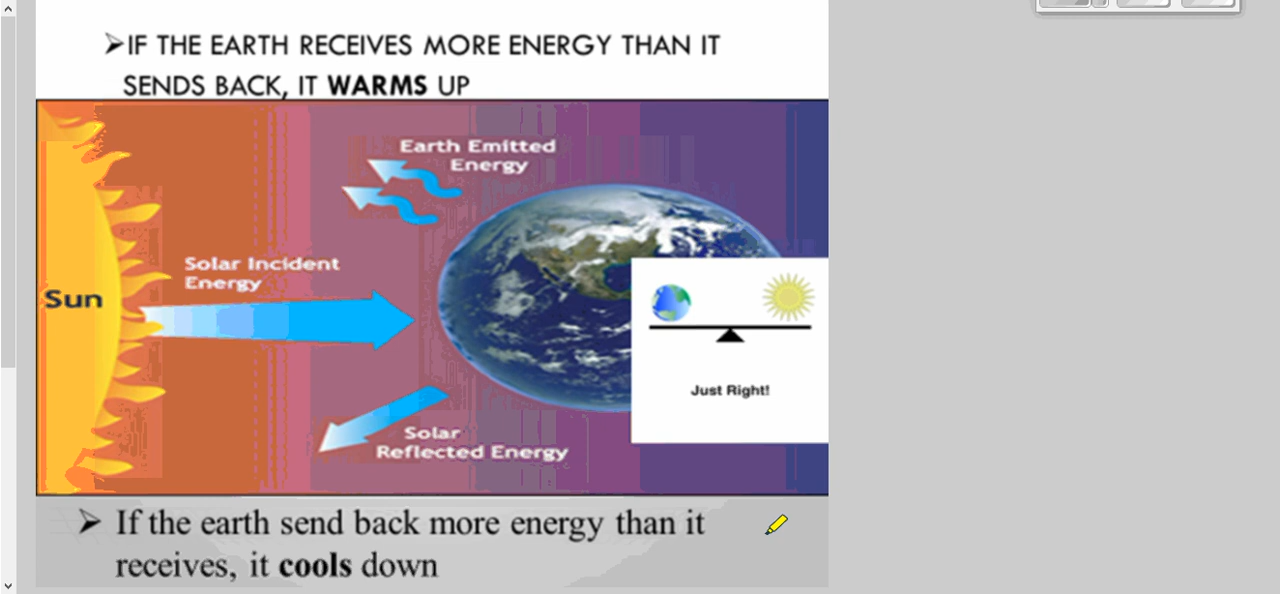 ➢IF THE EARTH RECEIVES MORE ENERGY THAN IT
SENDS BACK, IT WARMS UP
Earth Emitted
Energy
Solar Incident
Energy
Sun
Just Right!
Solar
Reflected Energy
➢ If the earth send back more energy than it
receives, it cools down